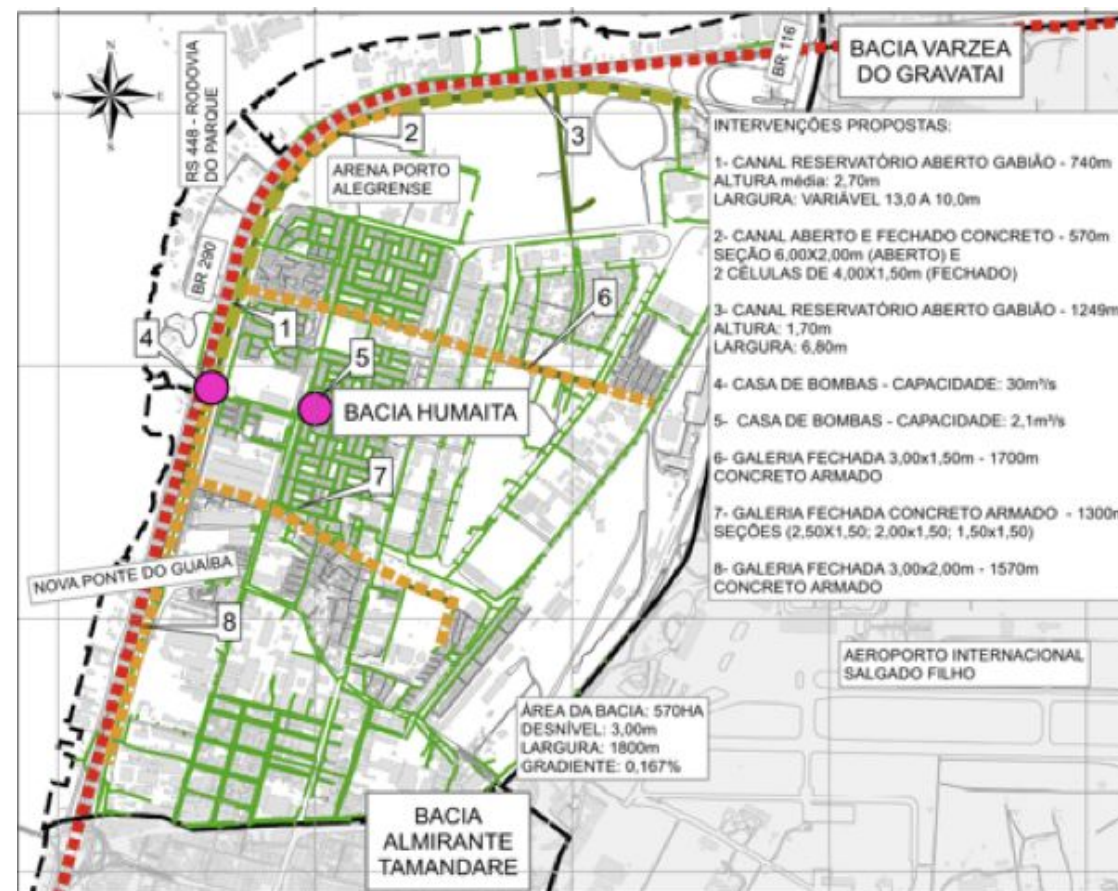 N
W
E
S
RS 448 - RODOVIA
DO PARQUE
BR 116
BACIA VARZEA
DO GRAVATAI
2
3
ARENA PORTO
ALEGRENSE
BR 290
1
4
5
6
BACIA HUMAITA
7
NOVA PONTE DO GUAÍBA
8
INTERVENÇÕES PROPOSTAS:
1- CANAL RESERVATÓRIO ABERTO GABIÃO - 740m
ALTURA média: 2,70m
LARGURA: VARIÁVEL 13,0 A 10,0m
2- CANAL ABERTO E FECHADO CONCRETO - 570m
SEÇÃO 6,00X2,00m (ABERTO) E
2 CÉLULAS DE 4,00X1,50m (FECHADO)
3- CANAL RESERVATÓRIO ABERTO GABIÃO - 1249m
ALTURA: 1,70m
LARGURA: 6,80m
4- CASA DE BOMBAS - CAPACIDADE: 30m³/s
5- CASA DE BOMBAS - CAPACIDADE: 2,1m³/s
6- GALERIA FECHADA 3,00x1,50m - 1700m
CONCRETO ARMADO
7- GALERIA FECHADA CONCRETO ARMADO - 1300m
SEÇÕES (2,50X1,50; 2,00x1,50; 1,50x1,50)
8- GALERIA FECHADA 3,00x2,00m - 1570m
CONCRETO ARMADO
AEROPORTO INTERNACIONAL
SALGADO FILHO
ÁREA DA BACIA: 570HA
DESNÍVEL: 3,00m
LARGURA: 1800m
GRADIENTE: 0,167%
BACIA
ALMIRANTE
TAMANDARE